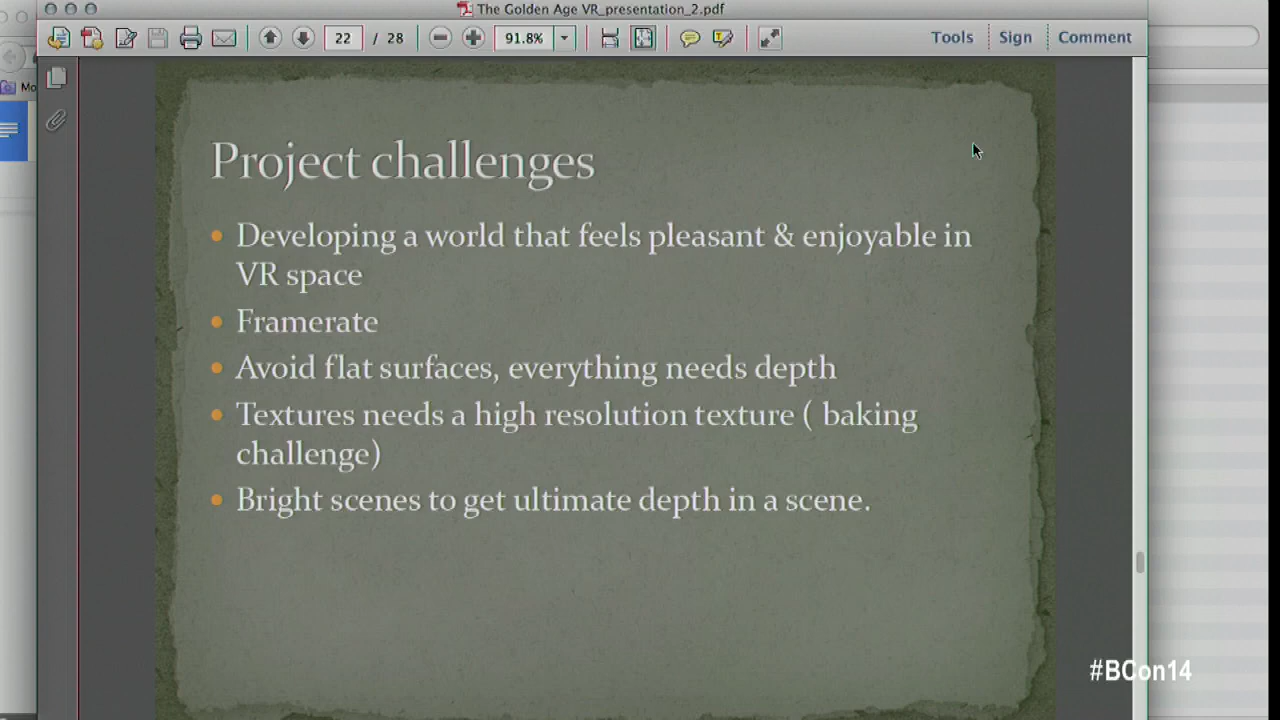 The Golden Age VR_presentation_2.pdf
22 / 28
91.8%
Tools
Sign
Comment
Mo
Project challenges
Developing a world that feels pleasant & enjoyable in
VR space
Framerate
Avoid flat surfaces, everything needs depth
Textures needs a high resolution texture ( baking
challenge)
Bright scenes to get ultimate depth in a scene.
#BCon14